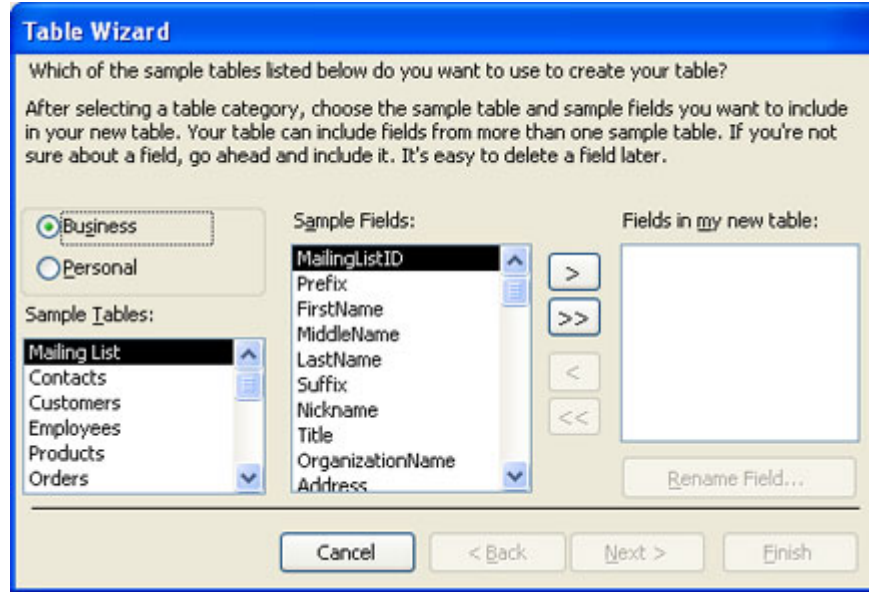 Table Wizard
Which of the sample tables listed below do you want to use to create your table?
After selecting a table category, choose the sample table and sample fields you want to include
in your new table. Your table can include fields from more than one sample table. If you're not
sure about a field, go ahead and include it. It's easy to delete a field later.
Business
Personal
Sample Tables:
Mailing List
Contacts
Customers
Employees
Products
Orders
Sample Fields:
MailingListID
Prefix
FirstName
MiddleName
LastName
Suffix
Nickname
Title
OrganizationName
Address
>
>>
<
<<
Fields in my new table:
Rename Field...
Cancel
< Back
Next >
Finish